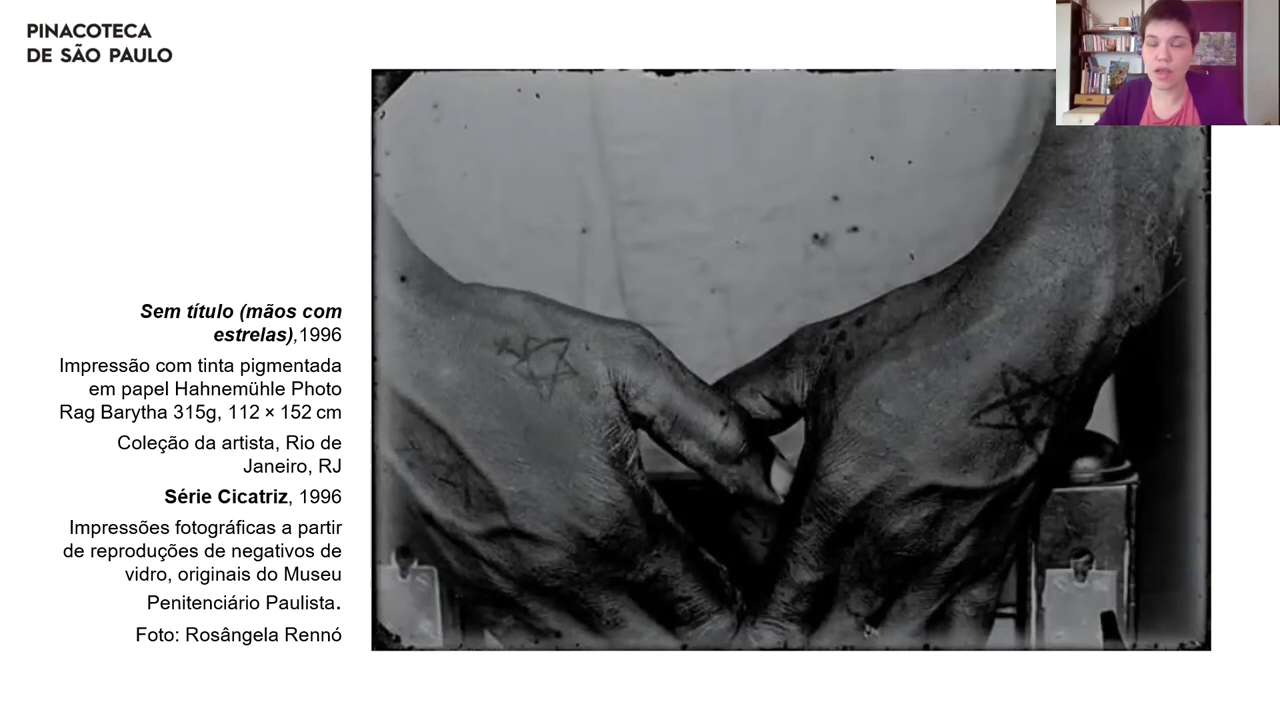 PINACOTECA
DE SÃO PAULO
Sem título (mãos com
estrelas),1996
Impressão com tinta pigmentada
em papel Hahnemühle Photo
Rag Barytha 315g, 112 × 152 cm
Coleção da artista, Rio de
Janeiro, RJ
Série Cicatriz, 1996
Impressões fotográficas a partir
de reproduções de negativos de
vidro, originais do Museu
Penitenciário Paulista.
Foto: Rosângela Rennó